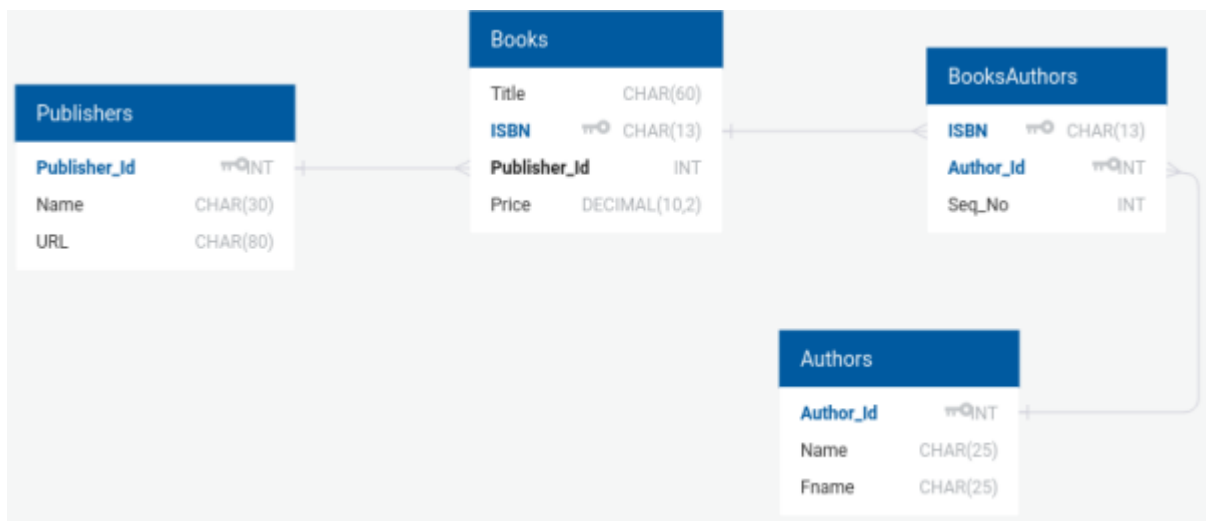 Publishers
Publisher_Id INT
Name CHAR(30)
URL CHAR(80)
Books
Title CHAR(60)
ISBN CHAR(13)
Publisher_Id INT
Price DECIMAL(10,2)
BooksAuthors
ISBN CHAR(13)
Author_Id INT
Seq_No INT
Authors
Author_Id INT
Name CHAR(25)
Fname CHAR(25)